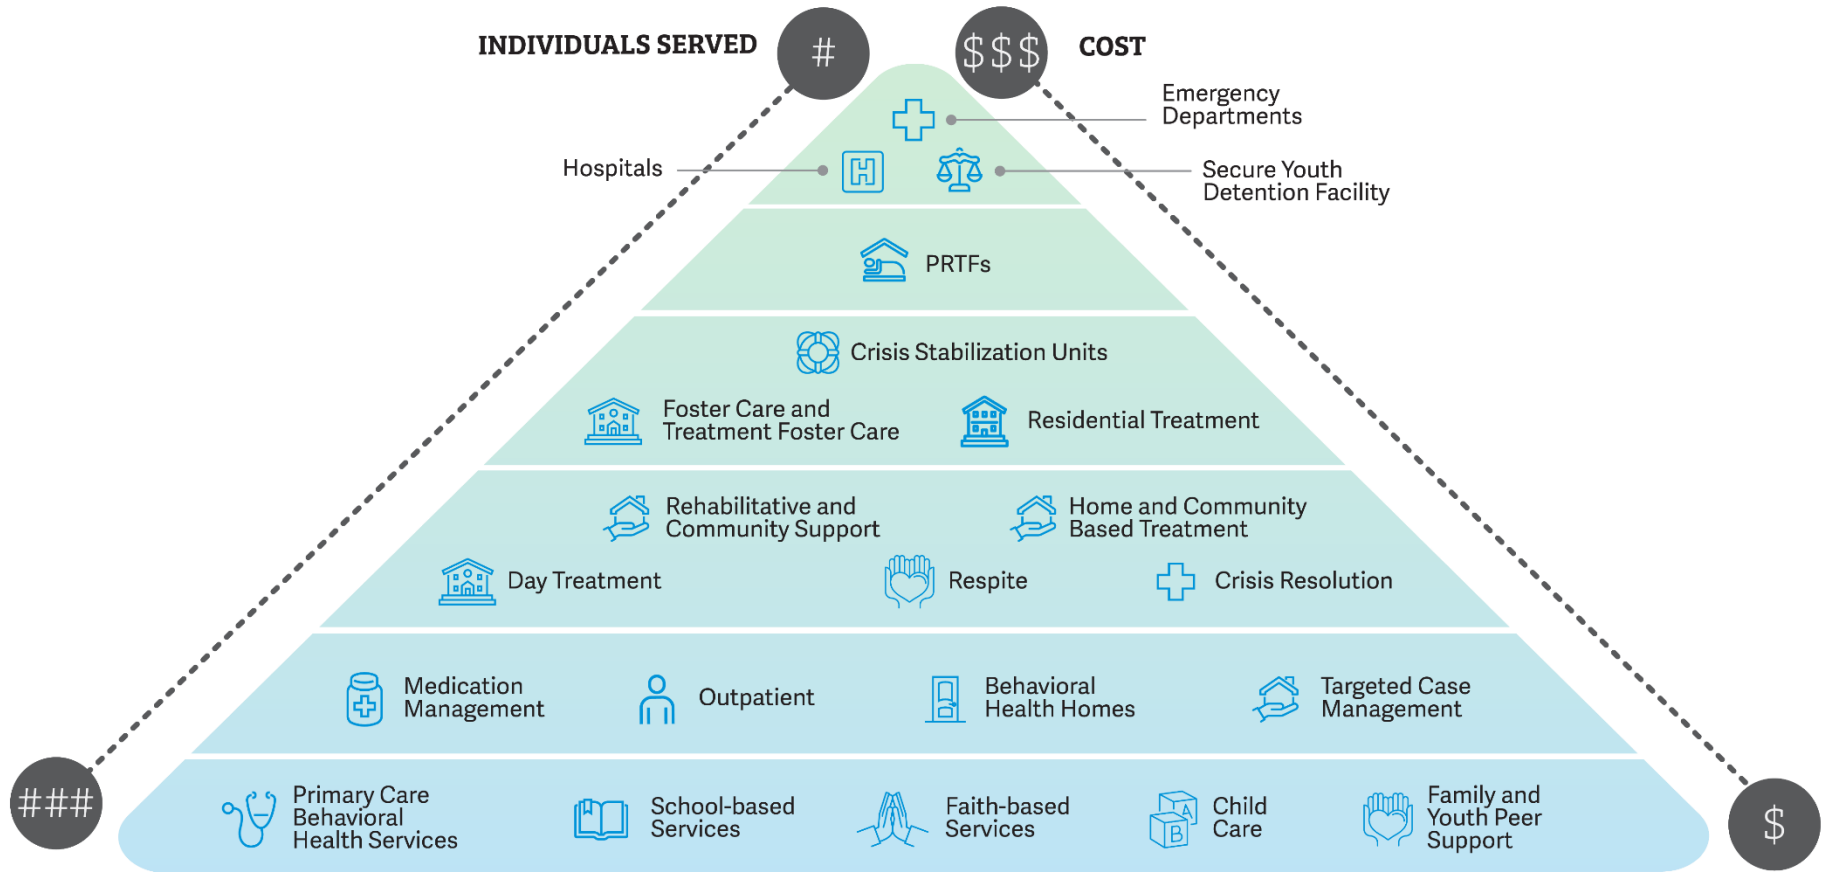 INDIVIDUALS SERVED
#
$$$
COST
Emergency
Departments
Hospitals
H
Secure Youth
Detention Facility
PRTFs
Crisis Stabilization Units
Foster Care and
Treatment Foster Care
Residential Treatment
Rehabilitative and
Community Support
Home and Community
Based Treatment
Day Treatment
Respite
Crisis Resolution
Medication
Management
Outpatient
Behavioral
Health Homes
Targeted Case
Management
###
Primary Care
Behavioral
Health Services
School-based
Services
Faith-based
Services
A
B
Child
Care
Family and
Youth Peer
Support
$